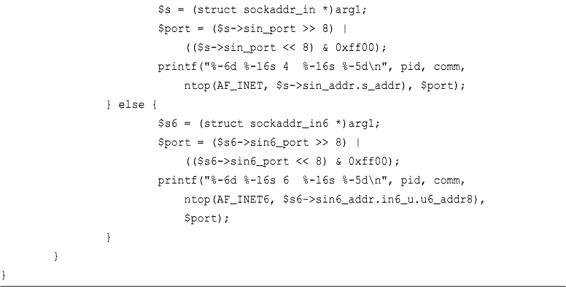 $s = (struct sockaddr_in *)arg1;
$port = ($s->sin_port >> 8) |
(($s->sin_port << 8) & 0xff00);
printf("%-6d %-16s 4  %-16s %-5d\n", pid, comm,
ntop(AF_INET, $s->sin_addr.s_addr), $port);
} else {
$s6 = (struct sockaddr_in6 *)arg1;
$port = ($s6->sin6_port >> 8) |
(($s6->sin6_port << 8) & 0xff00);
printf("%-6d %-16s 6  %-16s %-5d\n", pid, comm,
ntop(AF_INET6, $s6->sin6_addr.in6_u.u6_addr8),
$port);
}
}
}